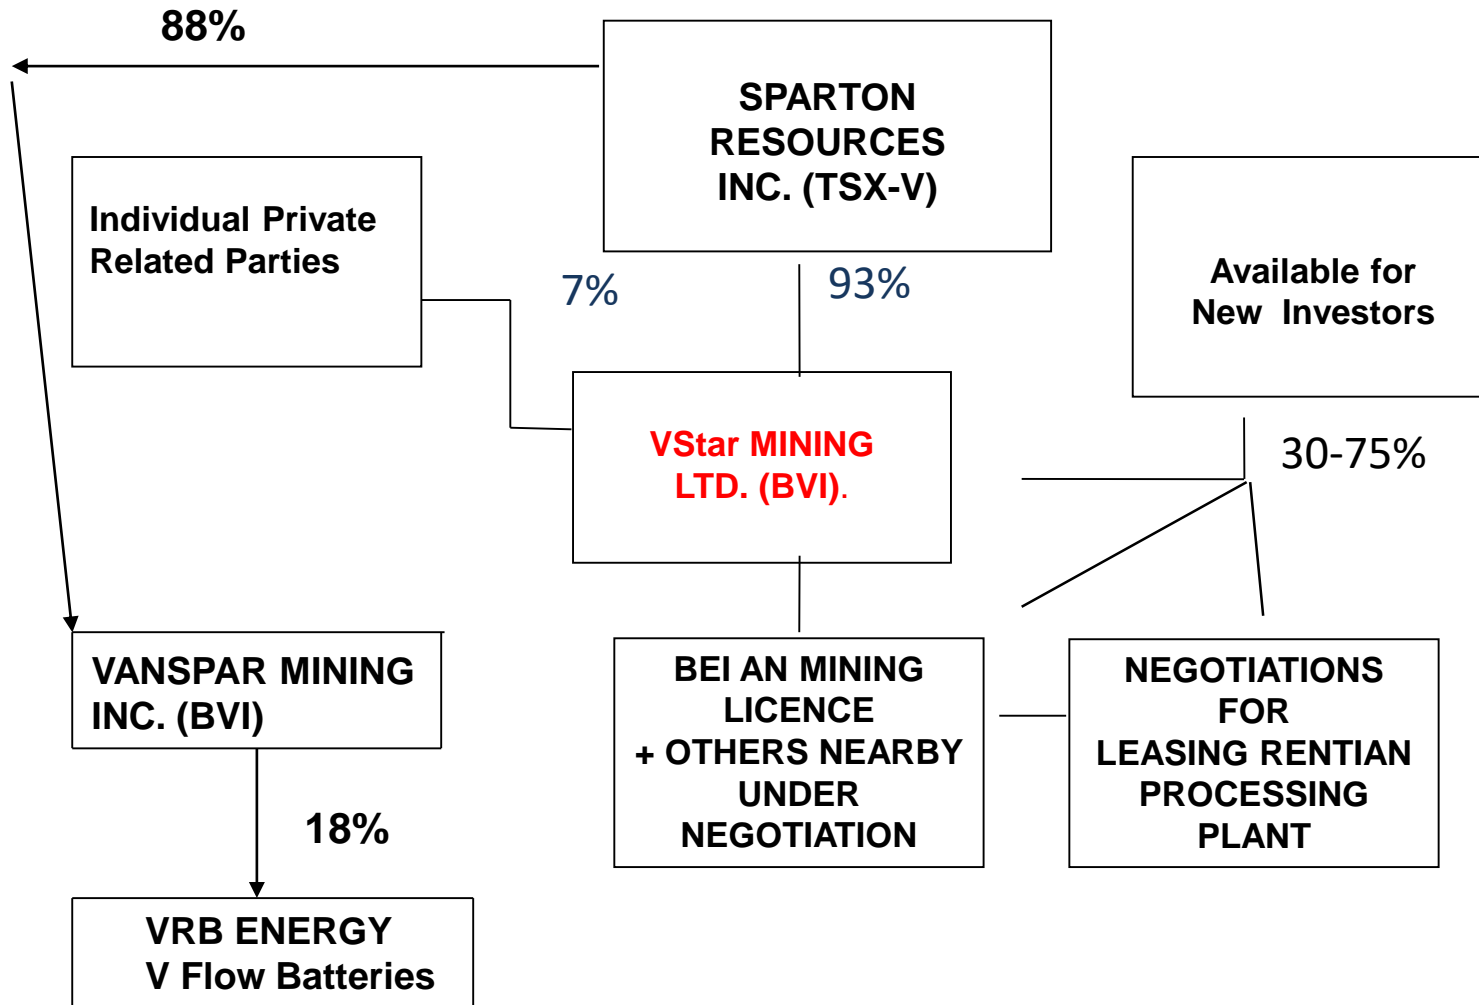 88%
SPARTON
RESOURCES
INC. (TSX-V)
Individual Private
Related Parties
7%
93%
Available for
New Investors
VStar MINING
LTD. (BVI).
30-75%
VANSPAR MINING
INC. (BVI)
BEI AN MINING
LICENCE
+ OTHERS NEARBY
UNDER
NEGOTIATION
NEGOTIATIONS
FOR
LEASING RENTIAN
PROCESSING
PLANT
18%
VRB ENERGY
V Flow Batteries